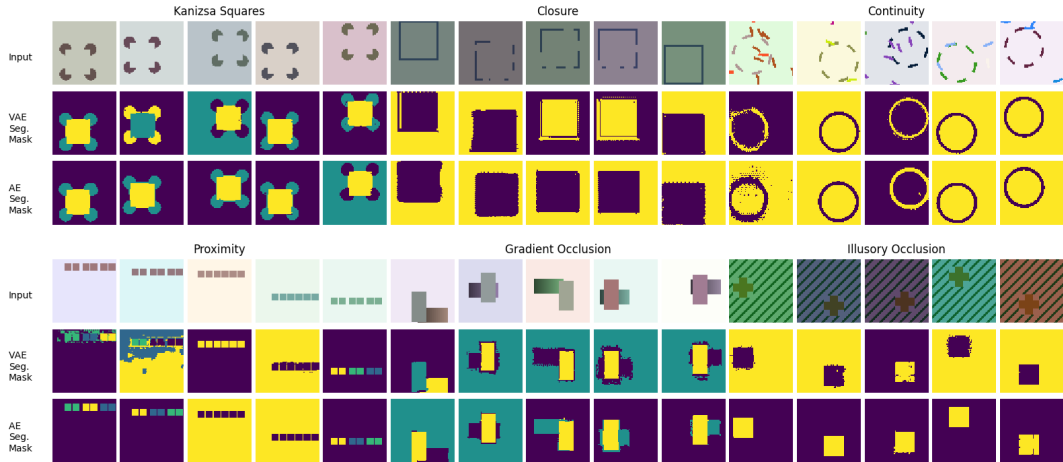 Kanizsa Squares
Closure
Continuity
Input
VAE
Seg.
Mask
AE
Seg.
Mask
Proximity
Gradient Occlusion
Illusory Occlusion
Input
VAE
Seg.
Mask
AE
Seg.
Mask